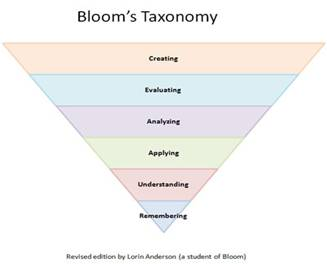 Bloom's Taxonomy
Creating
Evaluating
Analyzing
Applying
Understanding
Remembering
Revised edition by Lorin Anderson (a student of Bloom)